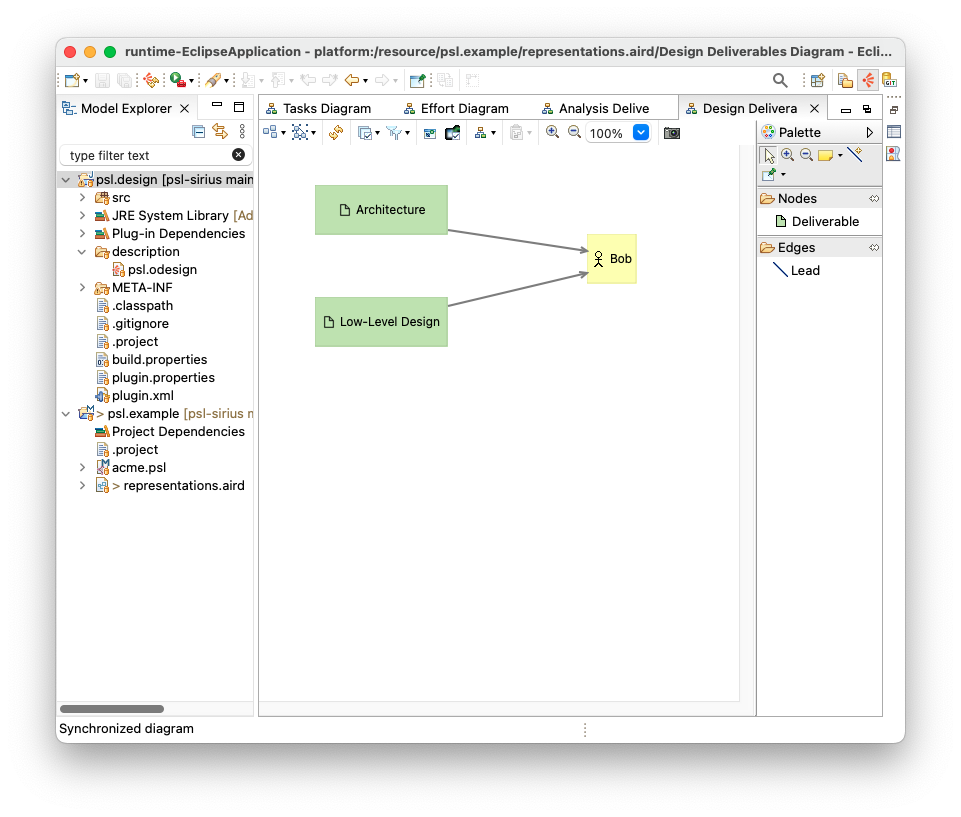 runtime-EclipseApplication - platform:/resource/psl.example/representations.aird/Design Deliverables Diagram - Ecli...
Model Explorer
type filter text
psl.design [psl-sirius main
src
JRE System Library [Ad
Plug-in Dependencies
description
psl.odesign
META-INF
.classpath
.gitignore
.project
build.properties
plugin.properties
plugin.xml
> psl.example [psl-sirius m
Project Dependencies
.project
acme.psl
> representations.aird
Tasks Diagram
Effort Diagram
Analysis Delive
Design Delivera
100%
Architecture
Bob
Low-Level Design
Palette
Nodes
Deliverable
Edges
Lead
Synchronized diagram